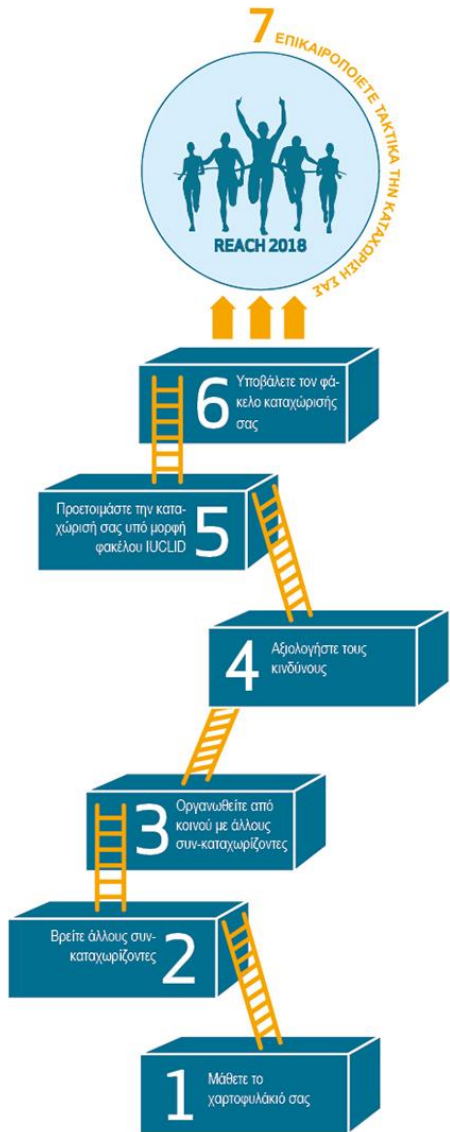 7 ΕΠΙΚΑΙΡΟΠΟΙΕΙΤΕ ΤΑΚΤΙΚΑ ΤΗΝ ΚΑΤΑΧΩΡΙΣΗ ΣΑΣ
REACH 2018
6
Υποβάλετε τον φά-
κελο καταχώρισής
σας
Προετοιμάστε την κατα-
χώρισή σας υπό μορφή
φακέλου IUCLID
5
4
Αξιολογήστε τους
κινδύνους
3
Οργανωθείτε από
κοινού με άλλους
συν-καταχωρίζοντες
Βρείτε άλλους συν-
καταχωρίζοντες
2
1
Μάθετε το
χαρτοφυλάκιό σας